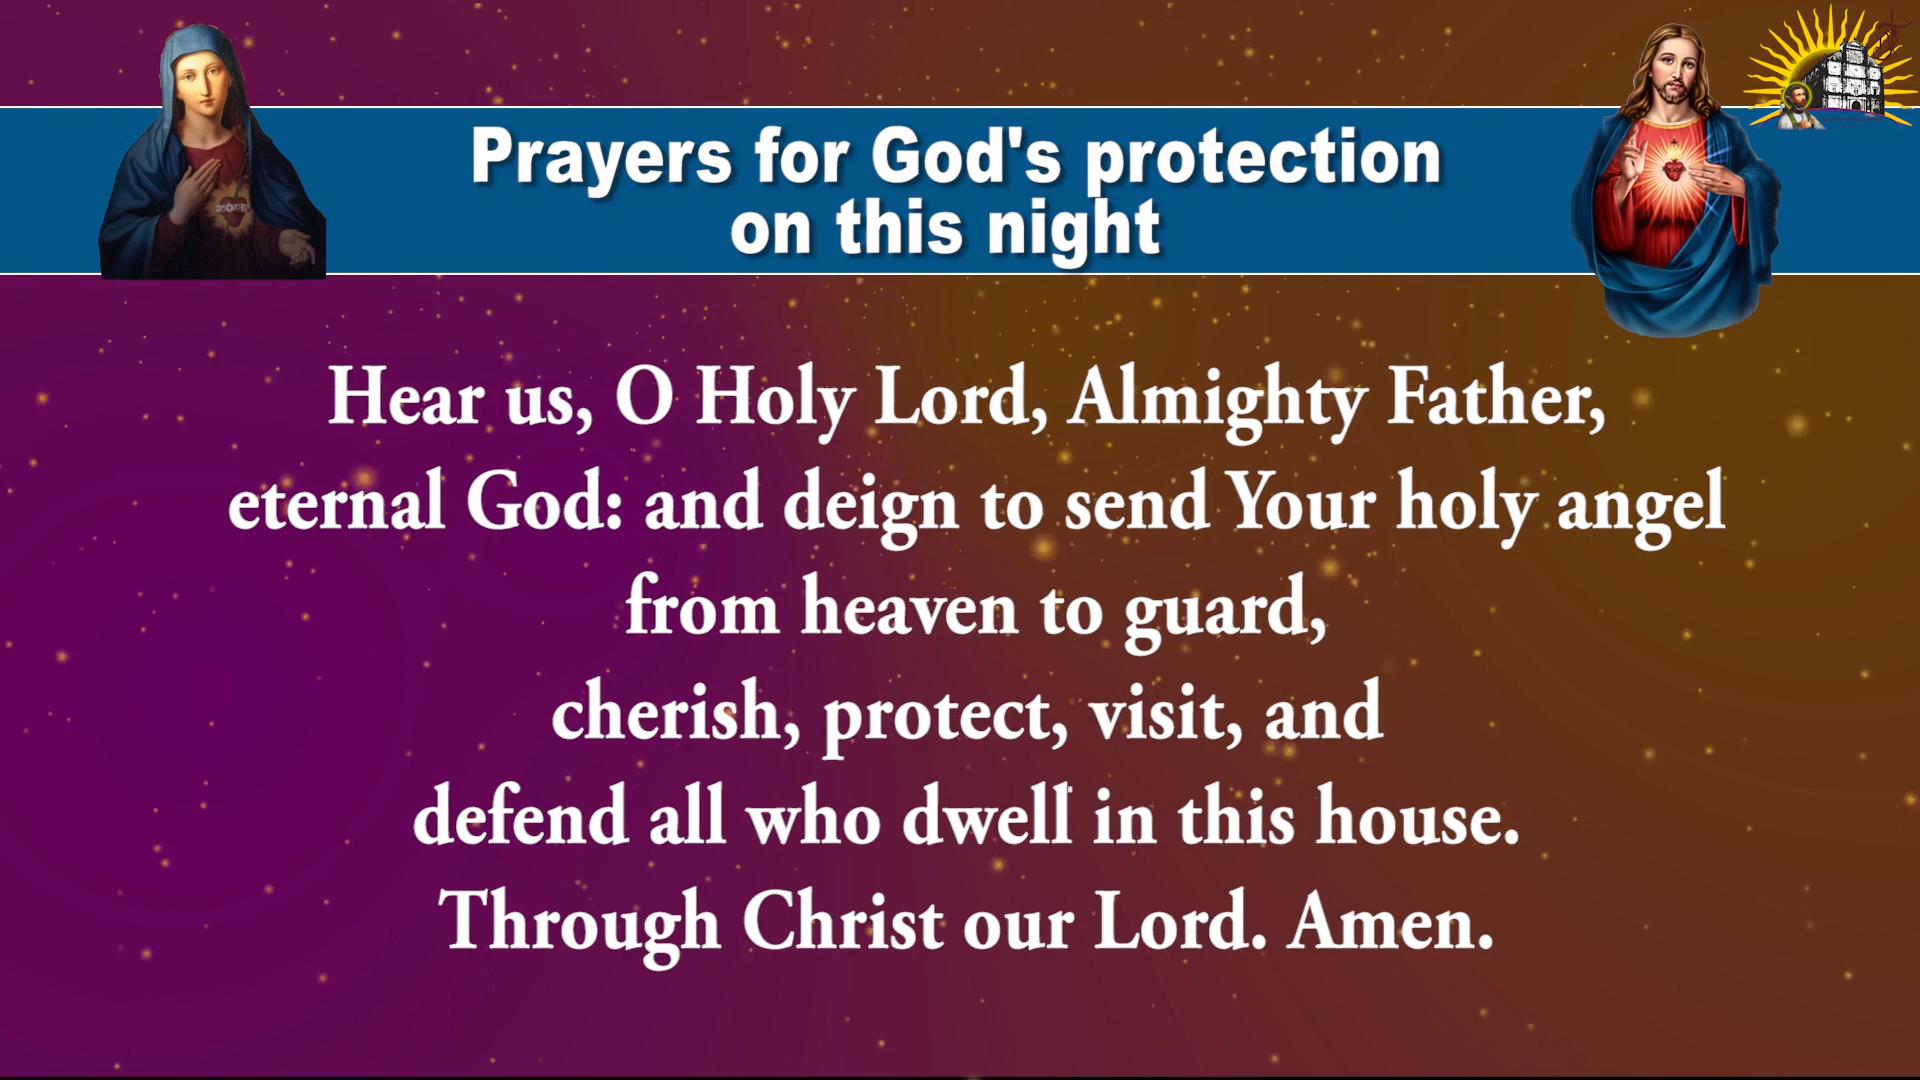 Prayers for God's protection
on this night
Hear us, O Holy Lord, Almighty Father,
eternal God: and deign to send Your holy angel
from heaven to guard,
cherish, protect, visit, and
defend all who dwell in this house.
Through Christ our Lord. Amen.